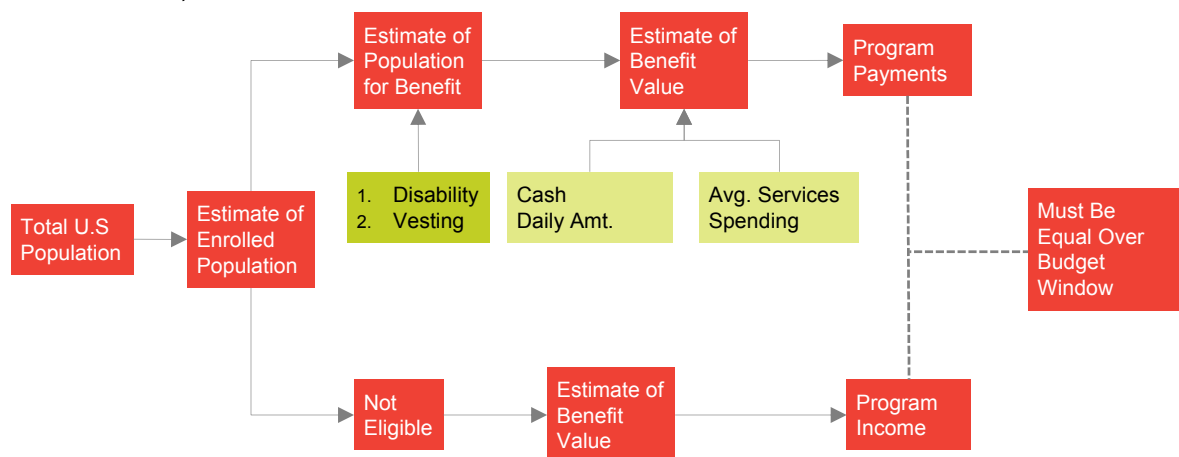 Estimate of
Population
for Benefit
Estimate of
Benefit
Value
Program
Payments
1. Disability
2. Vesting
Cash
Daily Amt.
Avg. Services
Spending
Total U.S
Population
Estimate of
Enrolled
Population
Must Be
Equal Over
Budget
Window
Not
Eligible
Estimate of
Benefit
Value
Program
Income